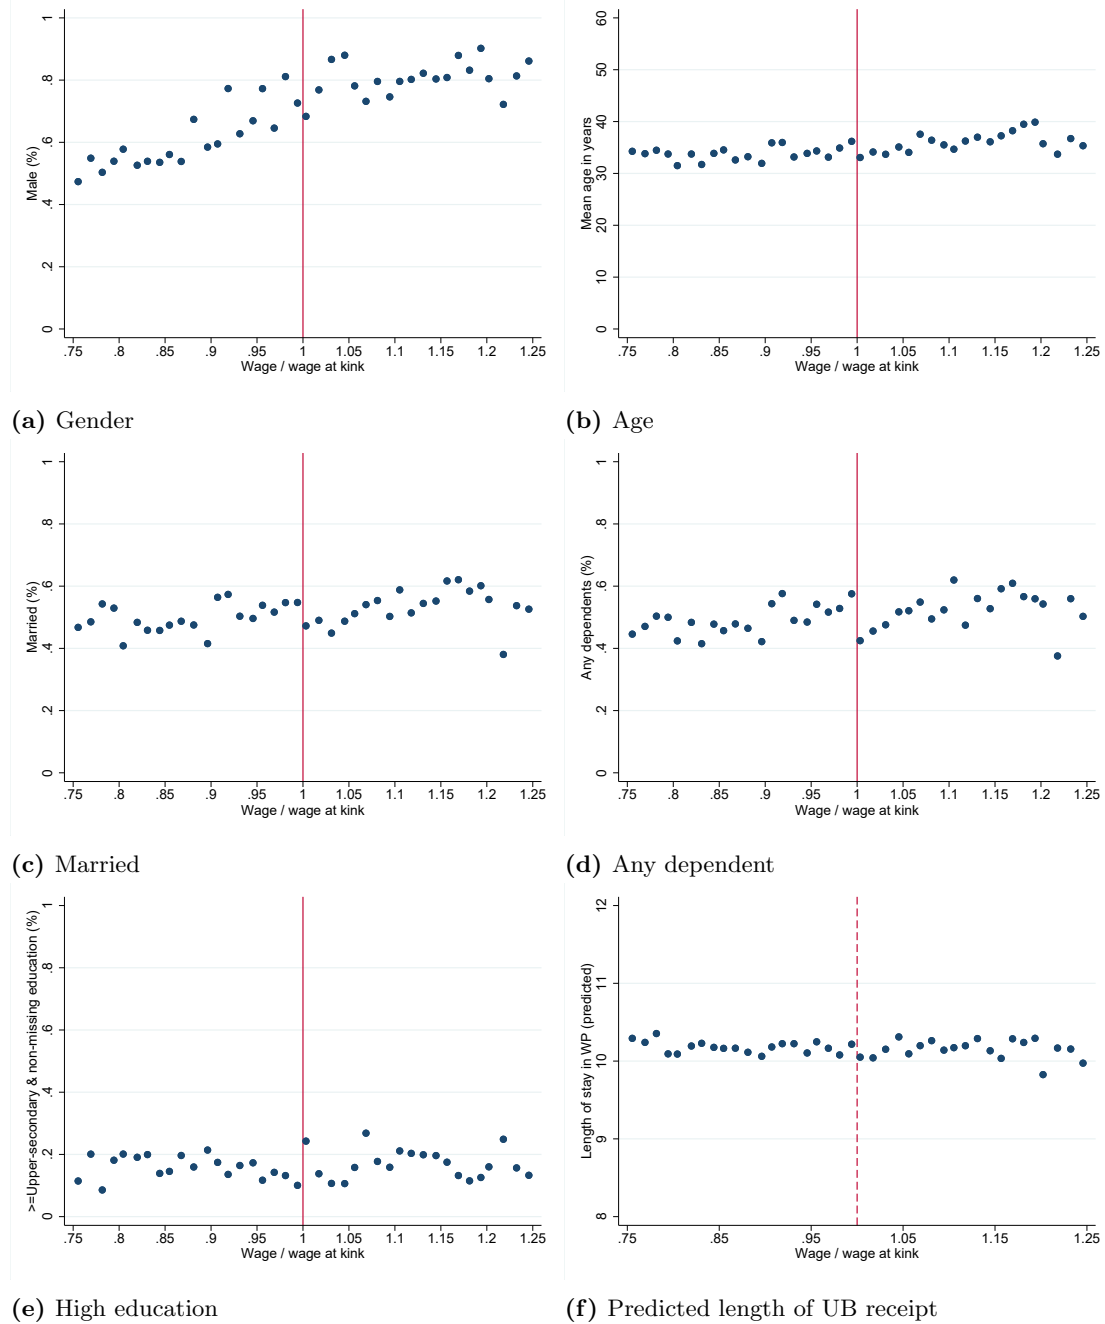 Male (%)
0 .2 .4 .6 .8 1
.75 .8 .85 .9 .95 1 1.05 1.1 1.15 1.2 1.25
Wage / wage at kink
(a) Gender
Mean age in years
0 10 20 30 40 50 60
.75 .8 .85 .9 .95 1 1.05 1.1 1.15 1.2 1.25
Wage / wage at kink
(b) Age
Married (%)
0 .2 .4 .6 .8 1
.75 .8 .85 .9 .95 1 1.05 1.1 1.15 1.2 1.25
Wage / wage at kink
(c) Married
Any dependents (%)
0 .2 .4 .6 .8 1
.75 .8 .85 .9 .95 1 1.05 1.1 1.15 1.2 1.25
Wage / wage at kink
(d) Any dependent
>=Upper-secondary & non-missing education (%)
0 .2 .4 .6 .8 1
.75 .8 .85 .9 .95 1 1.05 1.1 1.15 1.2 1.25
Wage / wage at kink
(e) High education
Length of stay in WP (predicted)
8 9 10 11 12
.75 .85 .95 1.05 1.15 1.25
Wage / wage at kink
(f) Predicted length of UB receipt